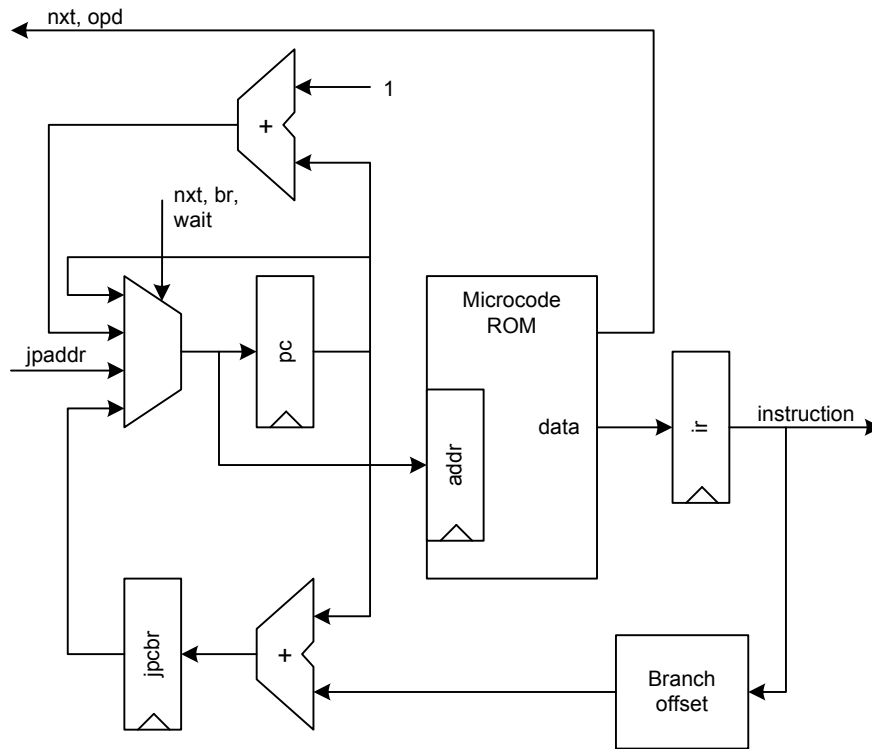 nxt, opd
1
+
nxt, br,
wait
Microcode
ROM
jpaddr
pc
data
addr
ir
instruction
jpcbr
+
Branch
offset